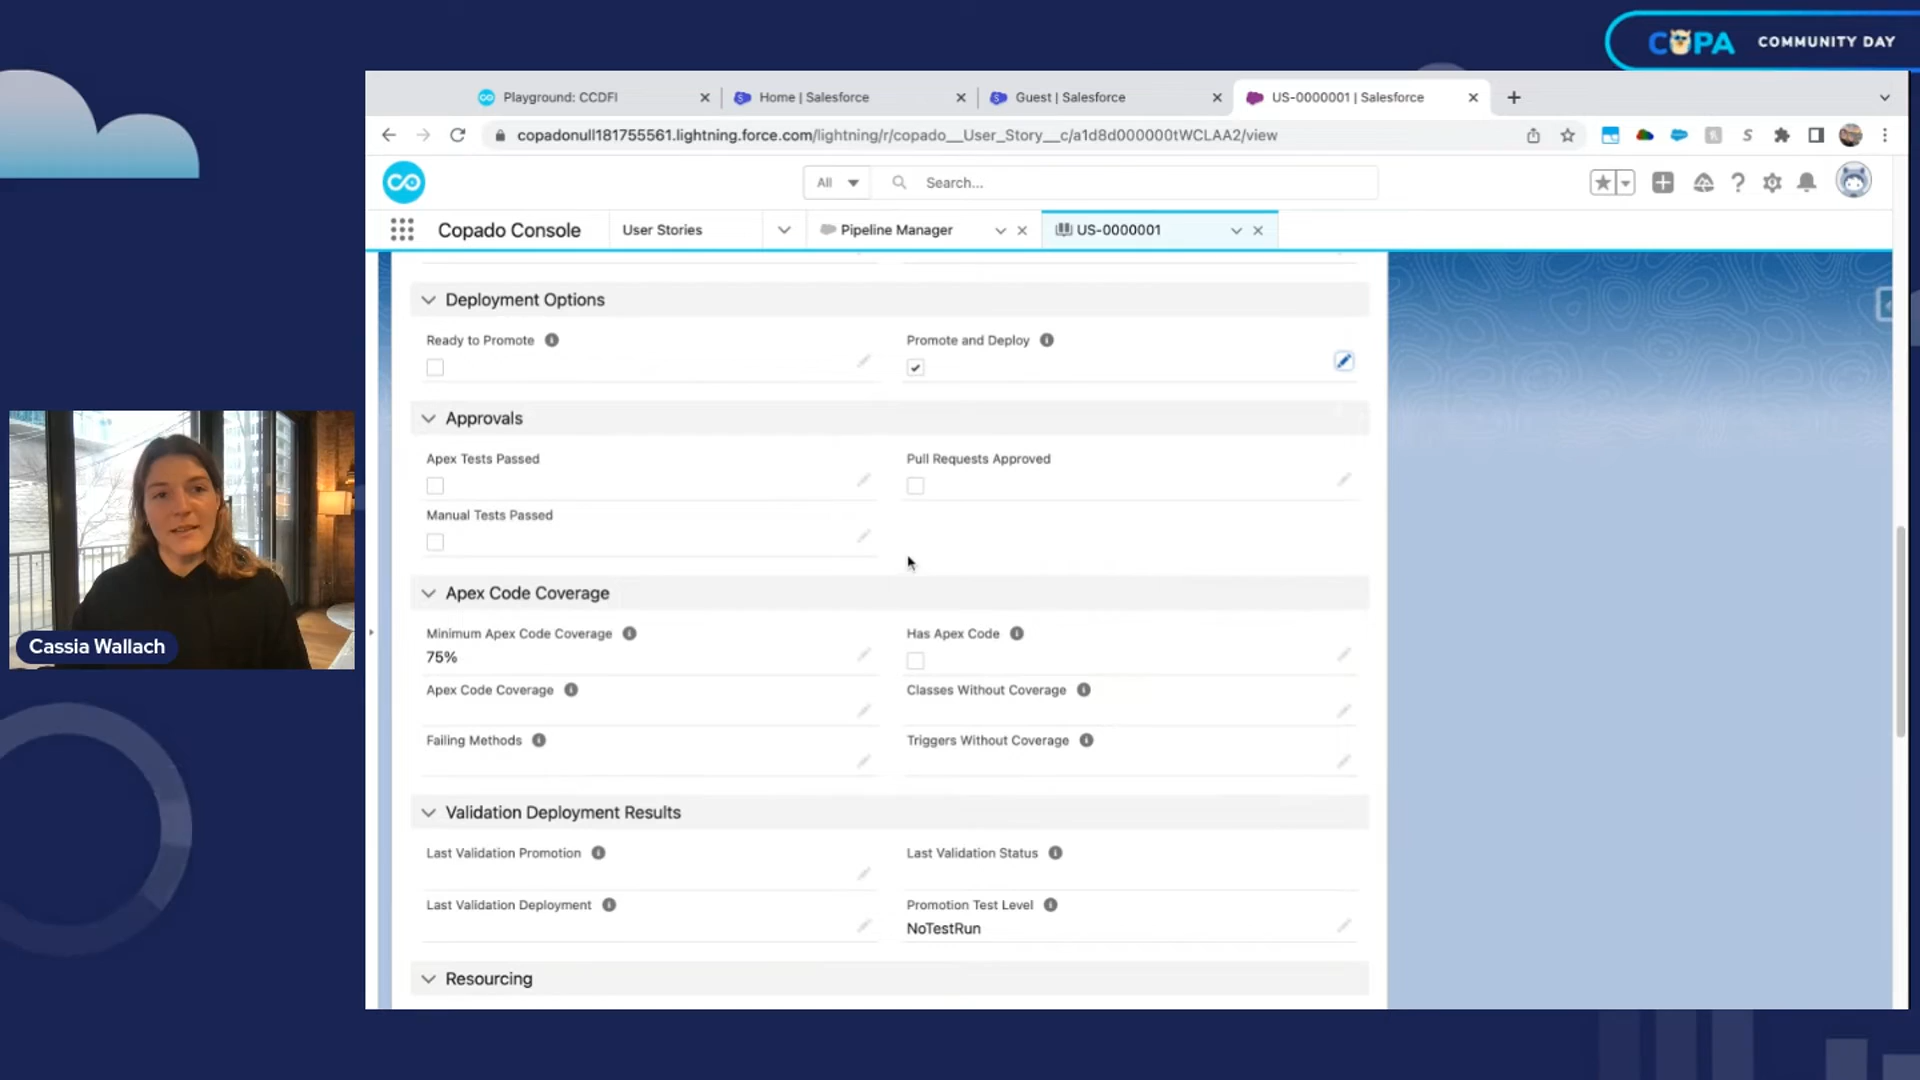 COPA COMMUNITY DAY
Playground: CCDFI
Home | Salesforce
Guest | Salesforce
US-0000001 | Salesforce
copadonull181755561.lightning.force.com/lightning/r/copado__User_Story__c/a1d8d000000tWCLAA2/view
All
Search...
Copado Console
User Stories
Pipeline Manager
US-0000001
Deployment Options
Ready to Promote
Promote and Deploy
Approvals
Apex Tests Passed
Pull Requests Approved
Manual Tests Passed
Apex Code Coverage
Minimum Apex Code Coverage
75%
Has Apex Code
Apex Code Coverage
Classes Without Coverage
Failing Methods
Triggers Without Coverage
Validation Deployment Results
Last Validation Promotion
Last Validation Status
Last Validation Deployment
Promotion Test Level
NoTestRun
Resourcing
Cassia Wallach